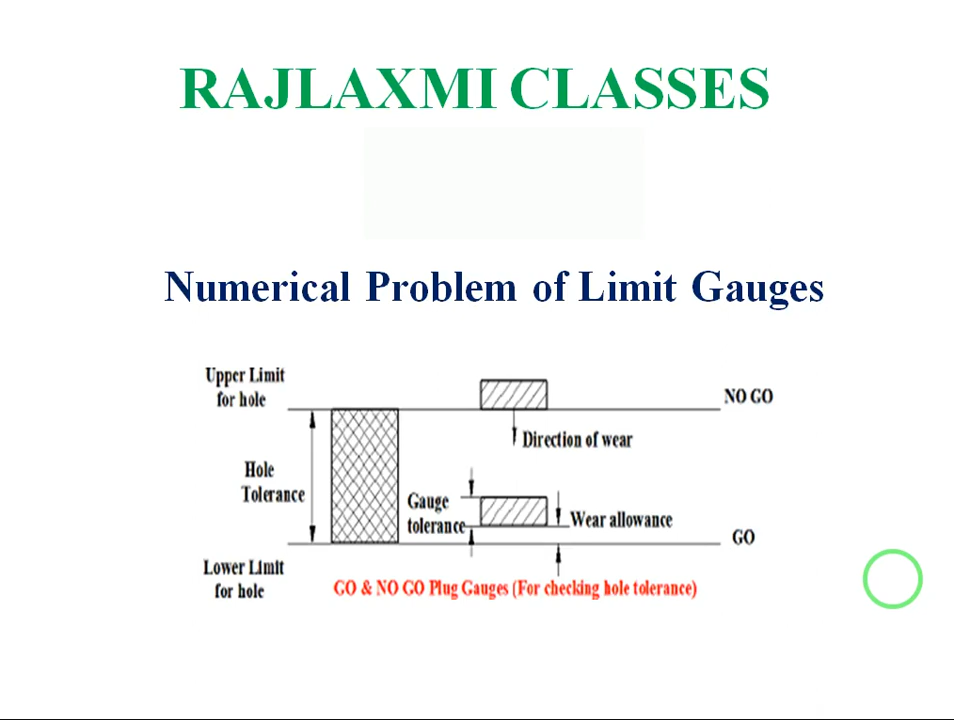 RAJLAXMI CLASSES
Numerical Problem of Limit Gauges
Upper Limit
for hole
NO GO
Direction of wear
Hole
Tolerance
Gauge
tolerance
Wear allowance
GO
Lower Limit
for hole
GO & NO GO Plug Gauges (For checking hole tolerance)